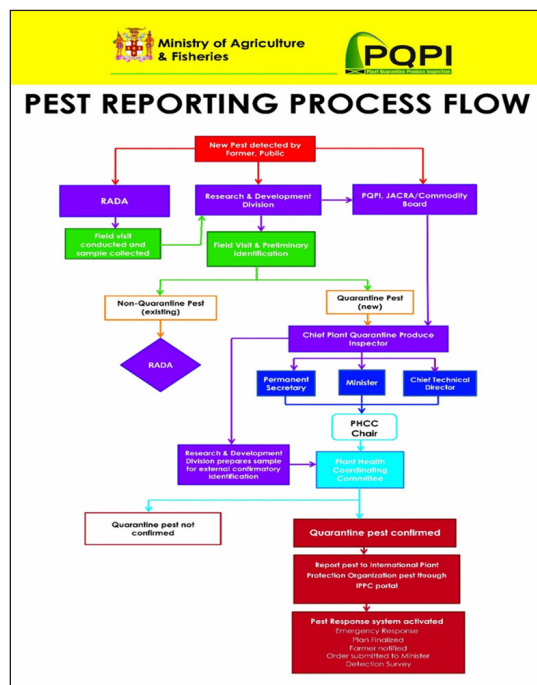 Ministry of Agriculture
& Fisheries
PQPI
Plant Quarantine Produce Inspection
PEST REPORTING PROCESS FLOW
New Pest detected by
Farmer, Public
RADA
Research & Development
Division
PQPI, JACRA/Commodity
Board
Field visit
conducted and
sample collected
Field Visit & Preliminary
Identification
Non-Quarantine Pest
(existing)
Quarantine Pest
(new)
RADA
Chief Plant Quarantine Produce
Inspector
Permanent
Secretary
Minister
Chief Technical
Director
PHCC
Chair
Research & Development
Division prepares sample
for external confirmatory
identification
Plant Health
Coordinating
Committee
Quarantine pest not
confirmed
Quarantine pest confirmed
Report pest to International Plant
Protection Organization pest through
IPPC portal
Pest Response system activated
Emergency Response
Plan Finalized
Farmer notified
Order submitted to Minister
Detection Survey